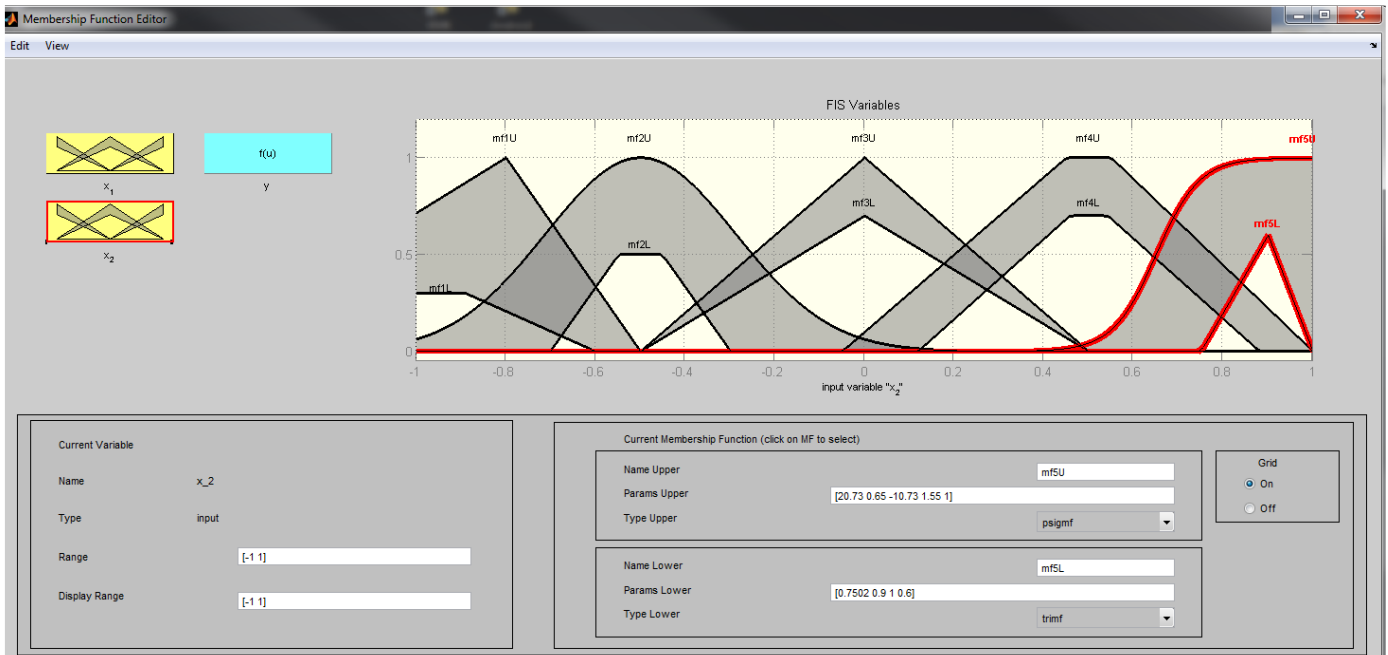 Membership Function Editor
Edit View
FIS Variables
f(u)
x1
y
x2
mf1U mf2U mf3U mf4U mf5U
mf3L mf4L
mf5L
mf2L
mf1L
1
0.5
0
-1 -0.8 -0.6 -0.4 -0.2 0 0.2 0.4 0.6 0.8 1
input variable "x2"
Current Variable
Name x_2
Type input
Range [-1 1]
Display Range [-1 1]
Current Membership Function (click on MF to select)
Name Upper mf5U
Params Upper [20.73 0.65 -10.73 1.55 1]
Type Upper psigmf
Name Lower mf5L
Params Lower [0.7502 0.9 1 0.6]
Type Lower trimf
Grid
On
Off